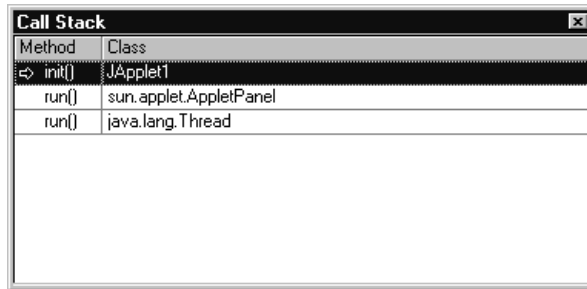 Call Stack
Method Class
init() JApplet1
run() sun.applet.AppletPanel
run() java.lang.Thread